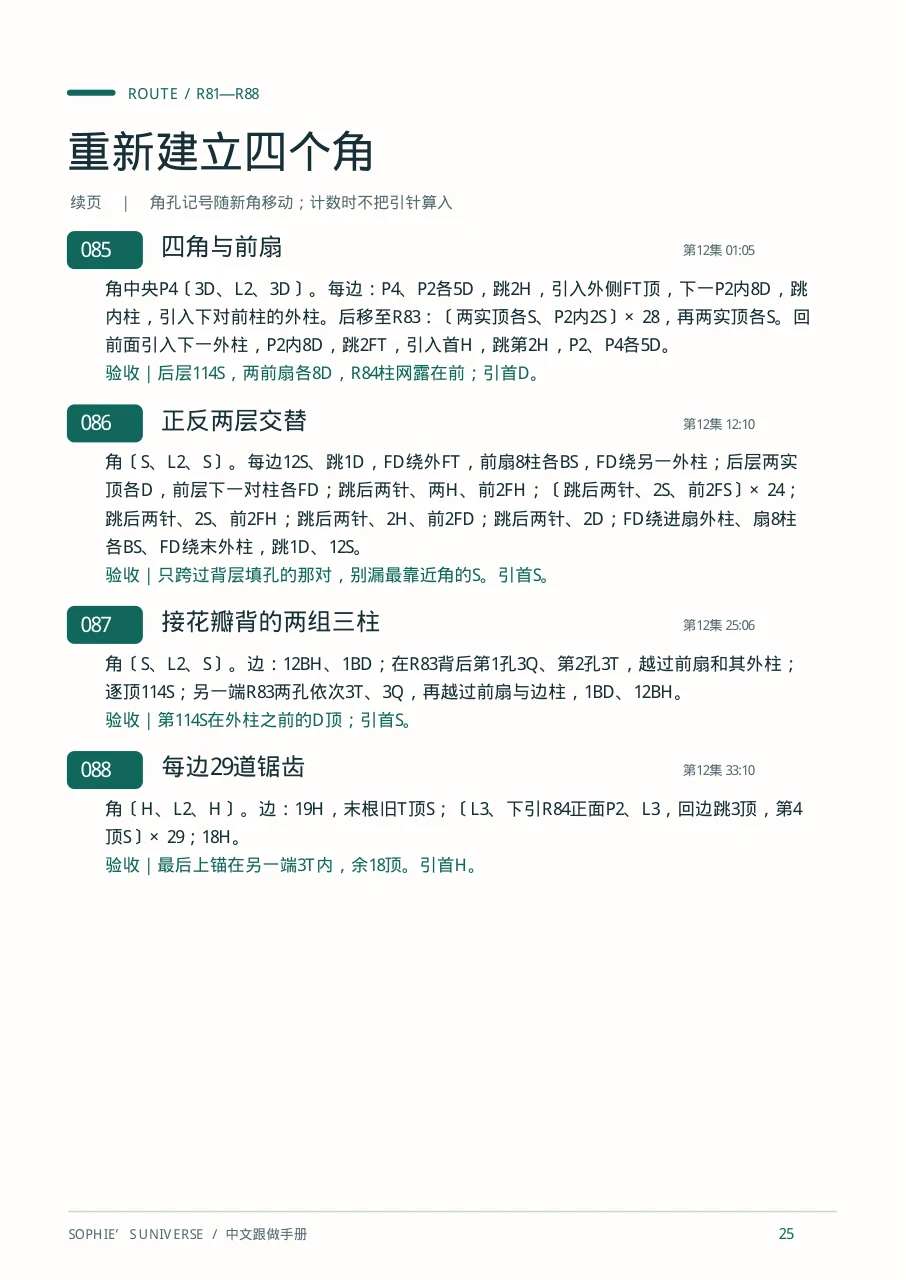 ROUTE / R81—R88
重新建立四个角
续页 | 角孔记号随新角移动；计数时不把引针算入
085 四角与前扇 第12集 01:05
角中央P4〔3D、L2、3D〕。每边：P4、P2各5D，跳2H，引入外侧FT顶，下一P2内8D，跳
内柱，引入下对前柱的外柱。后移至R83：〔两实顶各S、P2内2S〕× 28，再两实顶各S。回
前面引入下一外柱，P2内8D，跳2FT，引入首H，跳第2H，P2、P4各5D。
验收 | 后层114S，两前扇各8D，R84柱网露在前；引首D。
086 正反两层交替 第12集 12:10
角〔S、L2、S〕。每边12S、跳1D，FD绕外FT，前扇8柱各BS，FD绕另一外柱；后层两实
顶各D，前层下一对柱各FD；跳后两针、两H、前2FH；〔跳后两针、2S、前2FS〕× 24；
跳后两针、2S、前2FH；跳后两针、2H、前2FD；跳后两针、2D；FD绕进扇外柱、扇8柱
各BS、FD绕末外柱，跳1D、12S。
验收 | 只跨过背层填孔的那对，别漏最靠近角的S。引首S。
087 接花瓣背的两组三柱 第12集 25:06
角〔S、L2、S〕。边：12BH、1BD；在R83背后第1孔3Q、第2孔3T，越过前扇和其外柱；
逐顶114S；另一端R83两孔依次3T、3Q，再越过前扇与边柱，1BD、12BH。
验收 | 第114S在外柱之前的D顶；引首S。
088 每边29道锯齿 第12集 33:10
角〔H、L2、H〕。边：19H，末根旧T顶S；〔L3、下引R84正面P2、L3，回边跳3顶，第4
顶S〕× 29；18H。
验收 | 最后上锚在另一端3T内，余18顶。引首H。
SOPHIE’ S UNIVERSE / 中文跟做手册 25